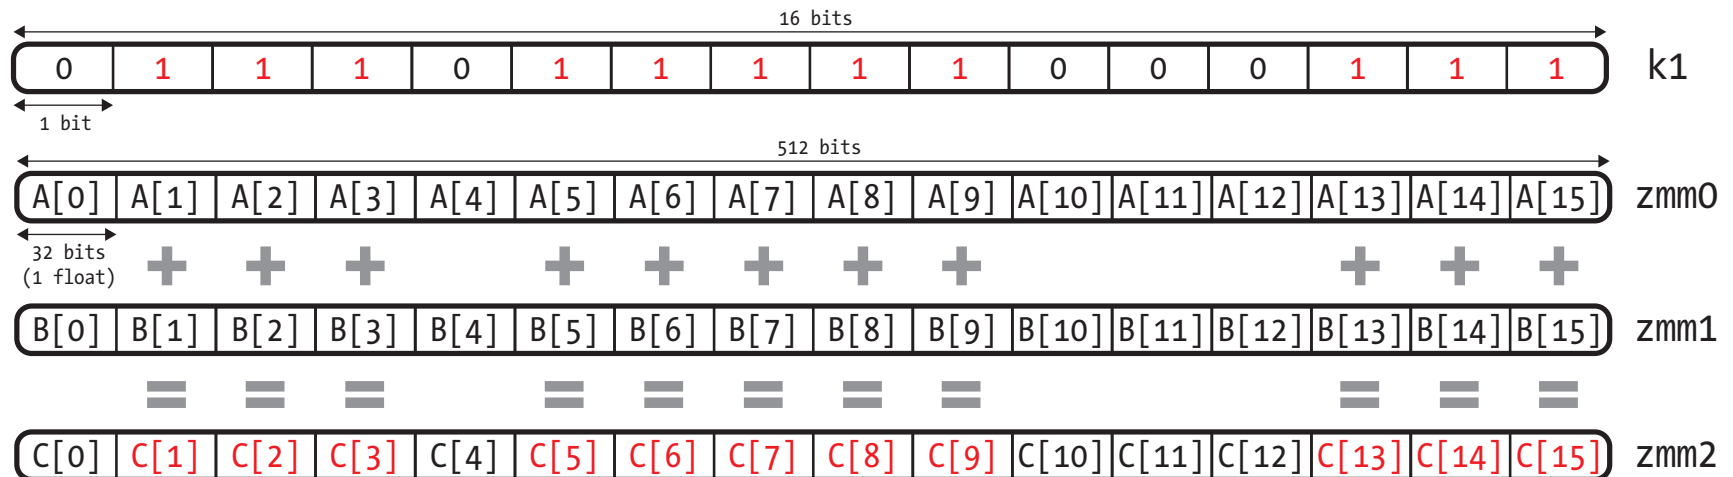 16 bits
0 1 1 1 0 1 1 1 1 1 0 0 0 1 1 1 k1
1 bit
512 bits
A[0] A[1] A[2] A[3] A[4] A[5] A[6] A[7] A[8] A[9] A[10] A[11] A[12] A[13] A[14] A[15] zmm0
32 bits
(1 float)
+ + + + + + + + + + +
B[0] B[1] B[2] B[3] B[4] B[5] B[6] B[7] B[8] B[9] B[10] B[11] B[12] B[13] B[14] B[15] zmm1
= = = = = = = = = = =
C[0] C[1] C[2] C[3] C[4] C[5] C[6] C[7] C[8] C[9] C[10] C[11] C[12] C[13] C[14] C[15] zmm2